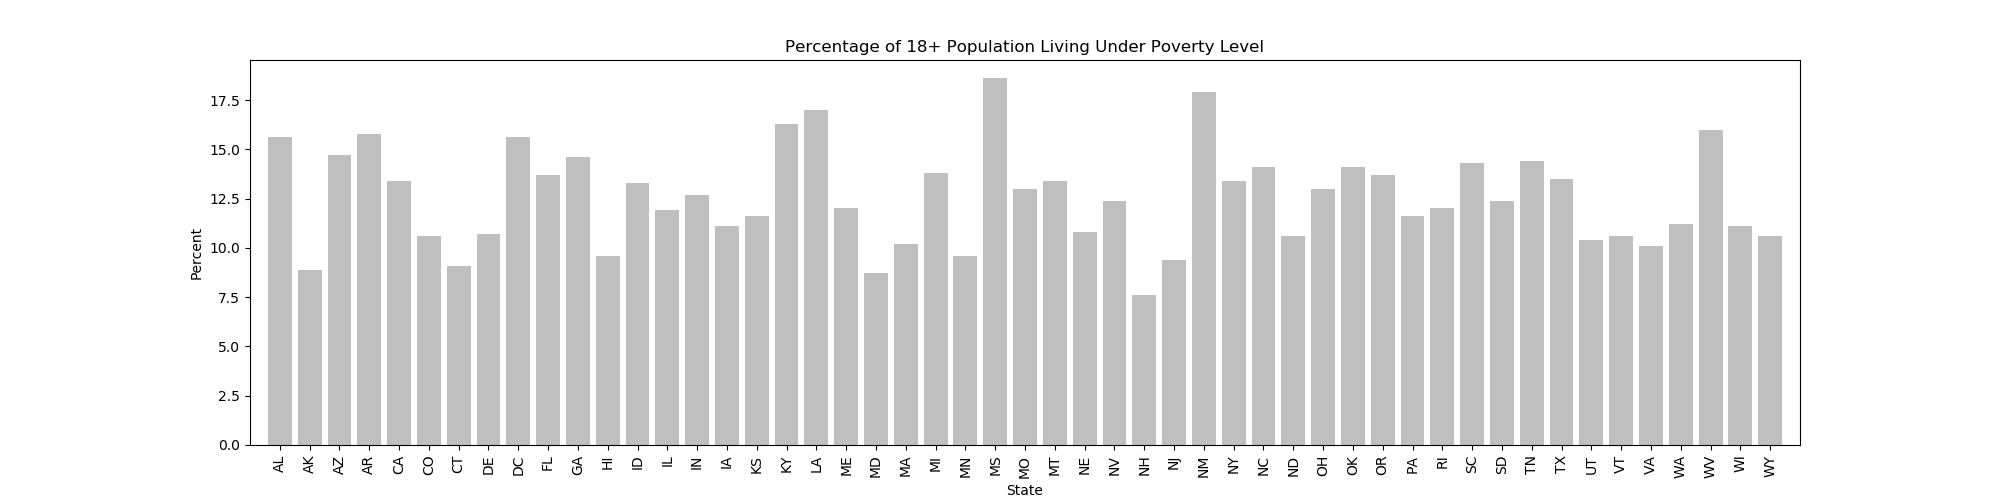 Percentage of 18+ Population Living Under Poverty Level
17.5
15.0
12.5
10.0
7.5
5.0
2.5
0.0
Percent
AL AK AZ AR CA CO CT DE DC FL GA HI ID IL IN IA KS KY LA ME MD MA MI MN MS MO MT NE NV NH NJ NM NY NC ND OH OK OR PA RI SC SD TN TX UT VT VA WA WV WI WY
State